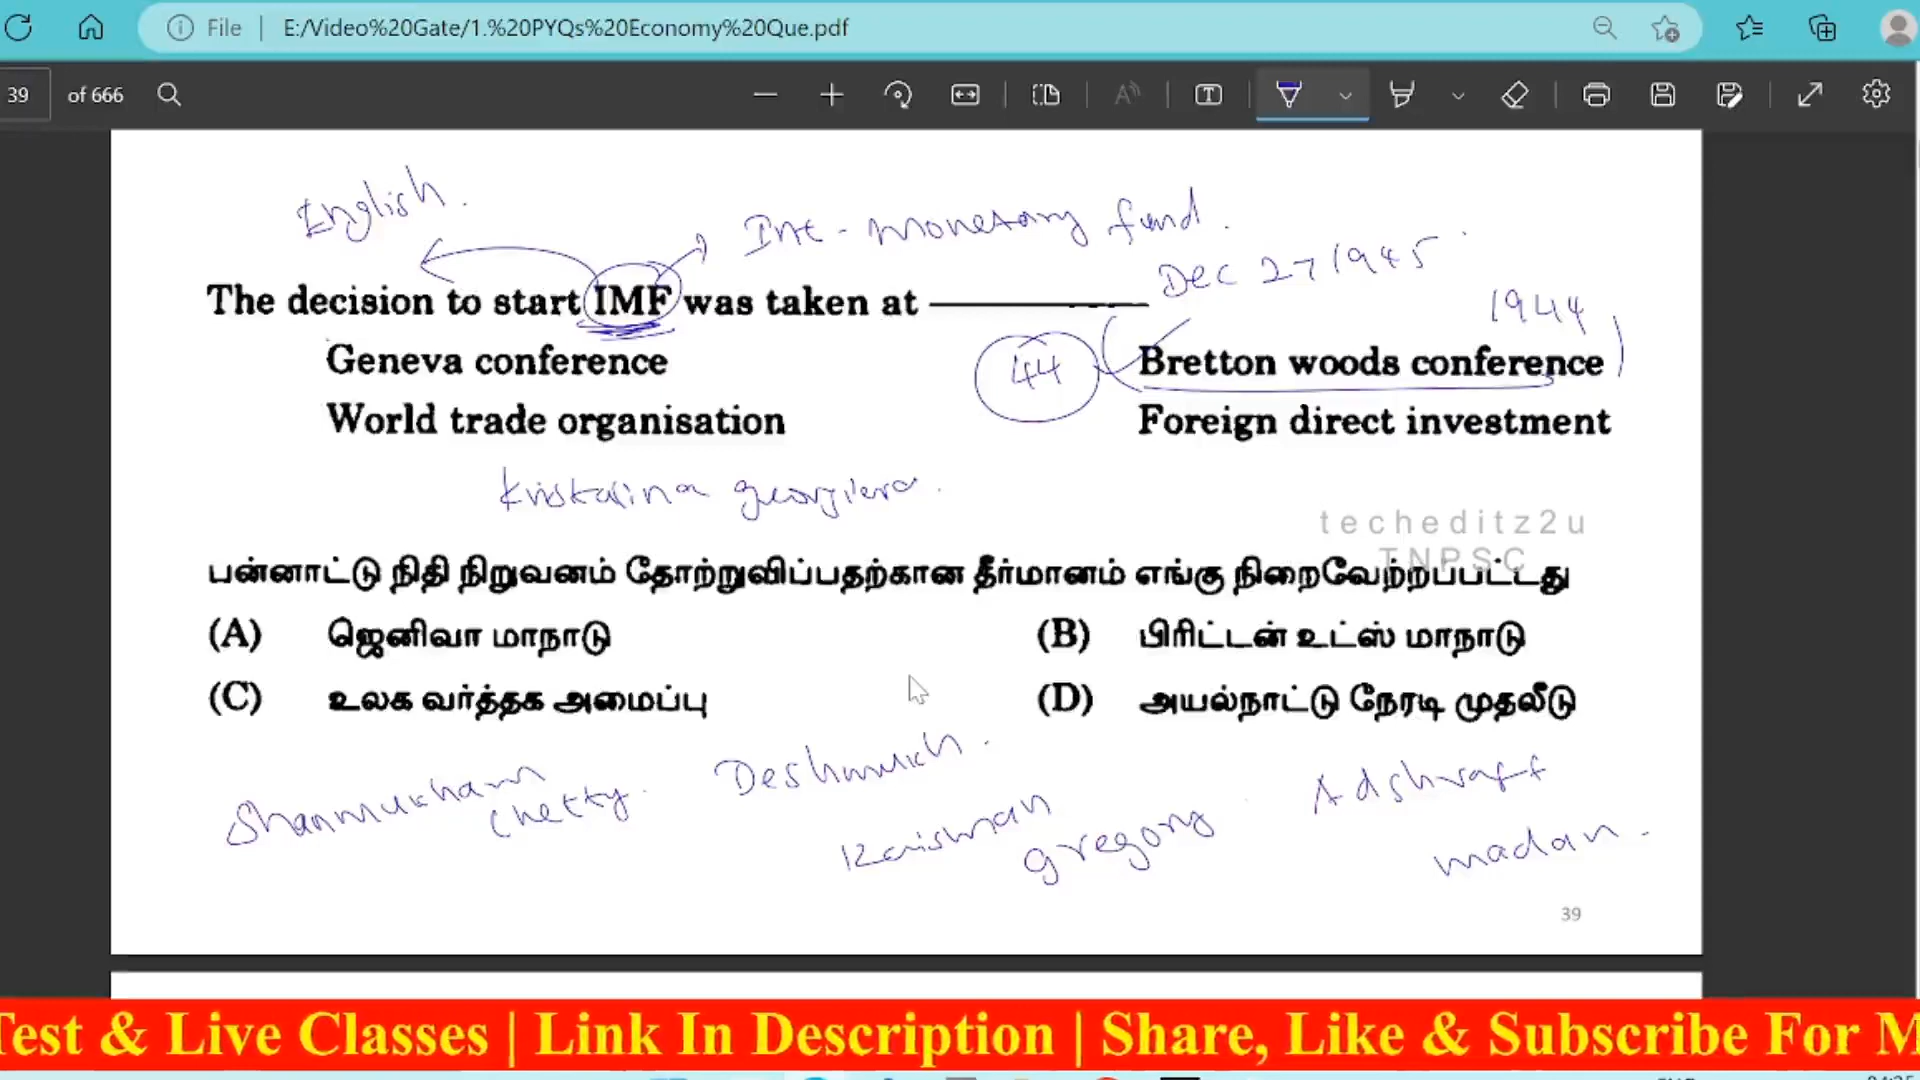 File
E:/Video%20Gate/1.%20PYQs%20Economy%20Que.pdf
39 of 666
English.
Int - Monetary fund.
Dec 27 1945
The decision to start IMF was taken at
1944
Geneva conference
44
Bretton woods conference
World trade organisation
Foreign direct investment
techeditz2u
TNPSC
பன்னாட்டு நிதி நிறுவனம் தோற்றுவிப்பதற்கான தீர்மானம் எங்கு நிறைவேற்றப்பட்டது
(A) ஜெனிவா மாநாடு
(B) பிரிட்டன் உட்ஸ் மாநாடு
(C) உலக வர்த்தக அமைப்பு
(D) அயல்நாட்டு நேரடி முதலீடு
Shanmukham
chetty.
Deshmukh.
gregory
madan.
39
Test & Live Classes | Link In Description | Share, Like & Subscribe For M